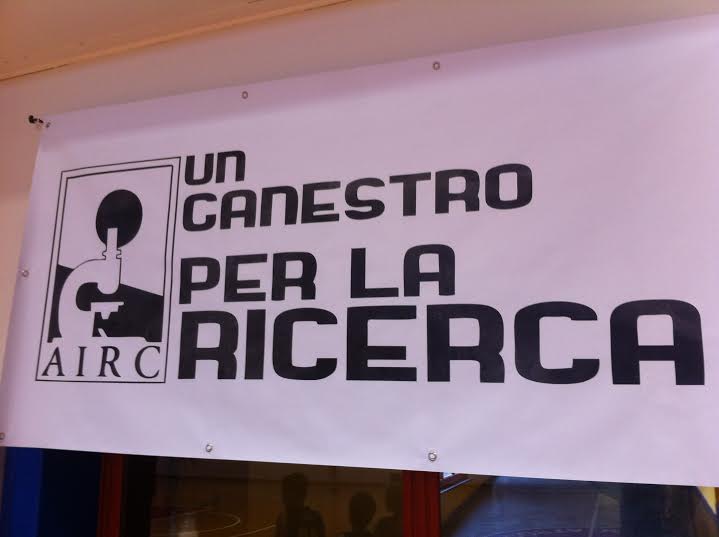 UN
CANESTRO
PER LA
RICERCA
AIRC